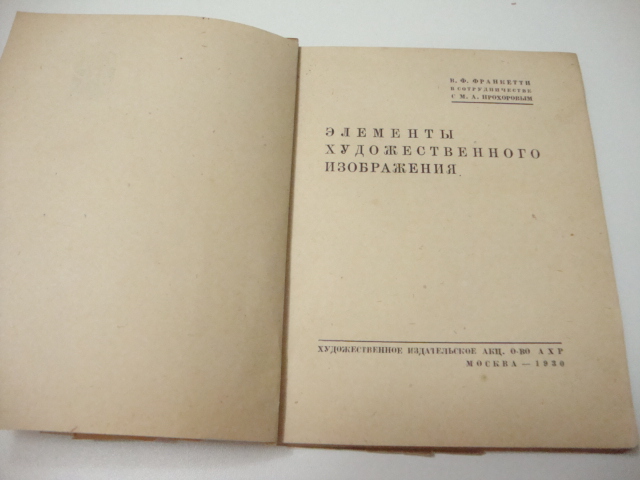 В. Ф. ФРАНКЕТТИ
В СОТРУДНИЧЕСТВЕ
С М. А. ПРОХОРОВЫМ
ЭЛЕМЕНТЫ
ХУДОЖЕСТВЕННОГО
ИЗОБРАЖЕНИЯ
ХУДОЖЕСТВЕННОЕ ИЗДАТЕЛЬСКОЕ АКЦ. О-ВО АХР
МОСКВА — 1930